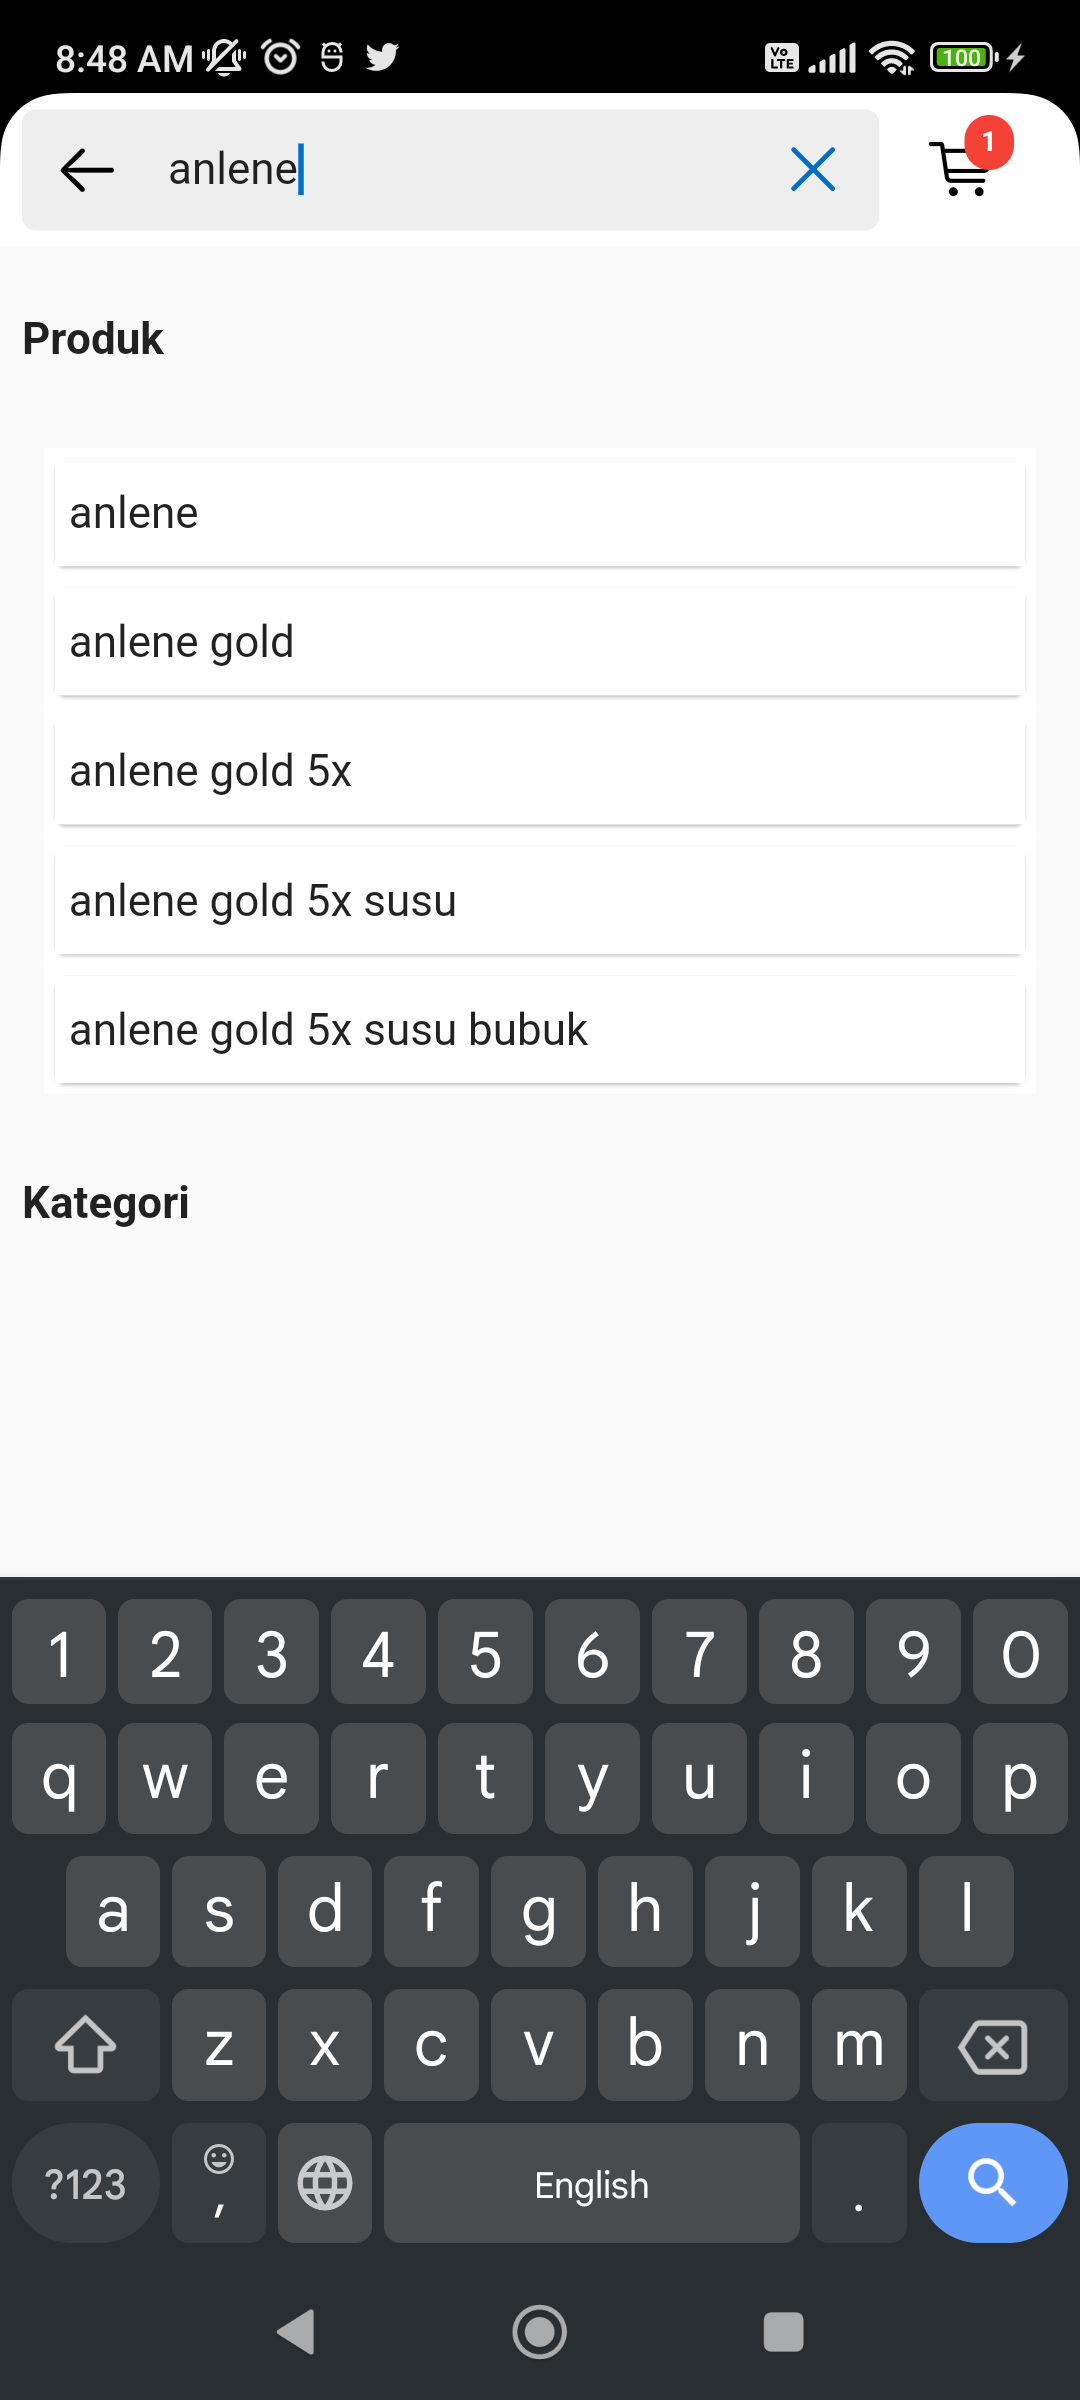 8:48 AM
Vo LTE
100
anlene
1
Produk
anlene
anlene gold
anlene gold 5x
anlene gold 5x susu
anlene gold 5x susu bubuk
Kategori
1 2 3 4 5 6 7 8 9 0
q w e r t y u i o p
a s d f g h j k l
z x c v b n m
?123 , English .